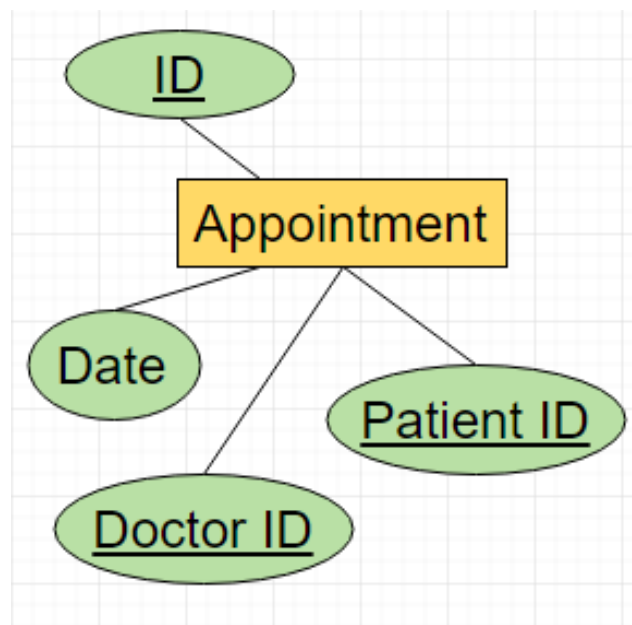 ID
Appointment
Date
Patient ID
Doctor ID